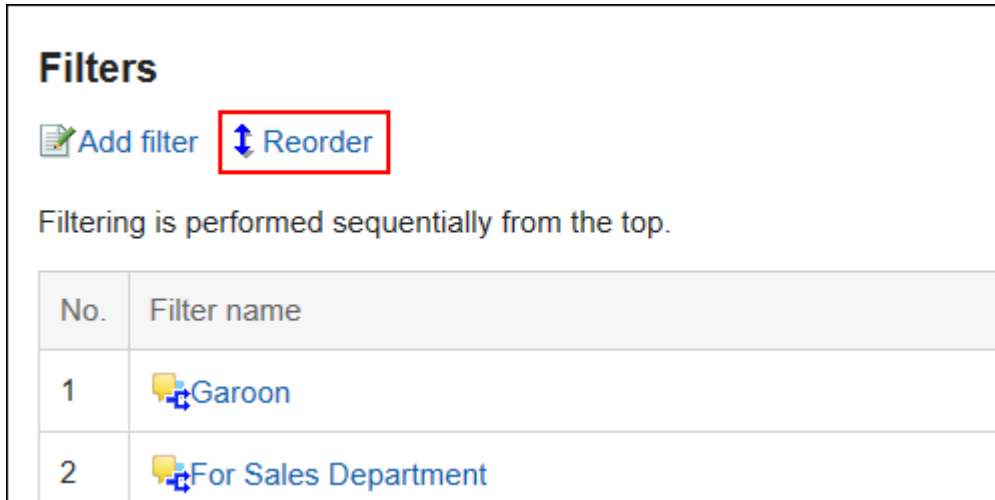 Filters
Add filter Reorder
Filtering is performed sequentially from the top.
No. Filter name
1 Garoon
2 For Sales Department